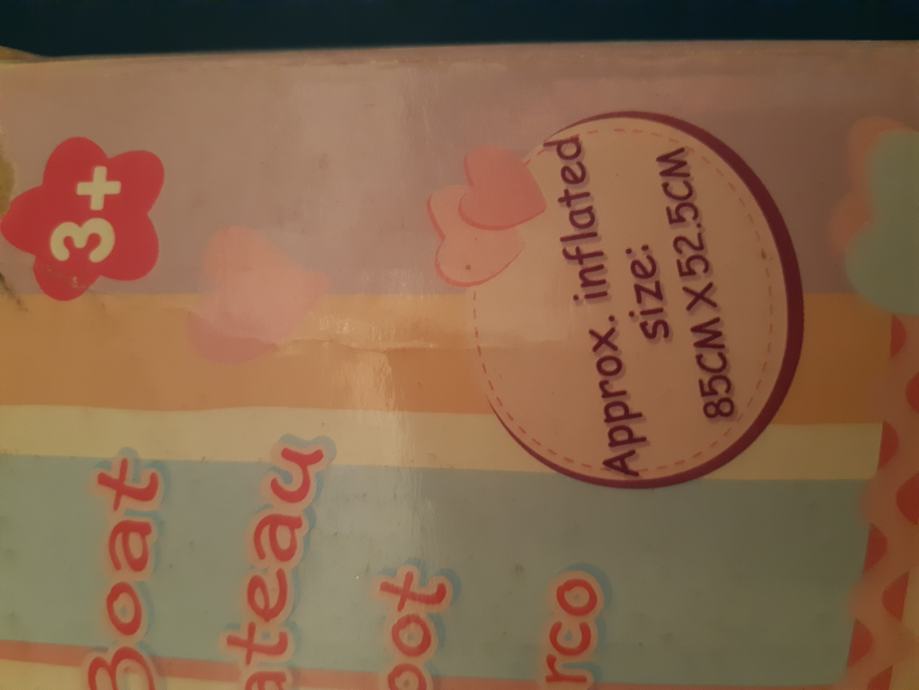 3+
Approx. inflated
size:
85CM X 52.5CM
Boat
ateau
oot
rco